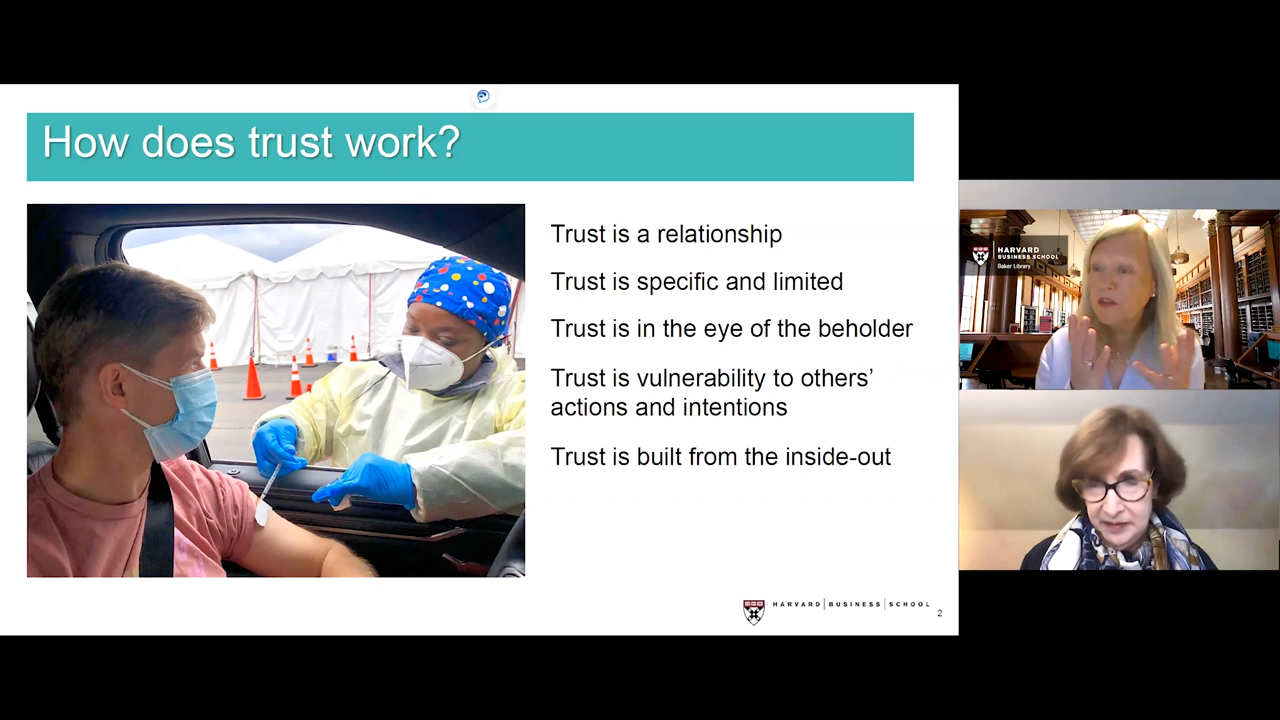 How does trust work?
Trust is a relationship
Trust is specific and limited
Trust is in the eye of the beholder
Trust is vulnerability to others’
actions and intentions
Trust is built from the inside-out
HARVARD | BUSINESS | SCHOOL
2
HARVARD
BUSINESS SCHOOL
Baker Library